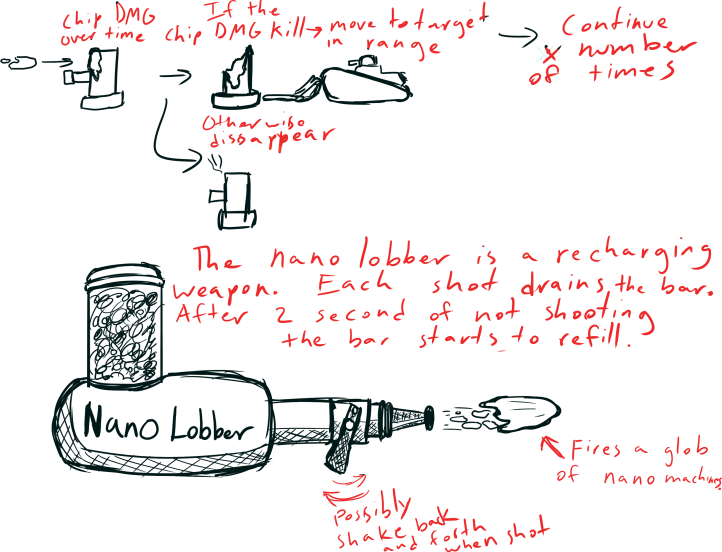 chip DMG
over time
If the
chip DMG kill → move to target
in range
Continue
x number
of times
Otherwise
dissappear
The nano lobber is a recharging
weapon. Each shot drains the bar.
After 2 second of not shooting
the bar starts to refill.
Nano Lobber
Fires a glob
of nano machines
Possibly
shake back
and forth
when shot